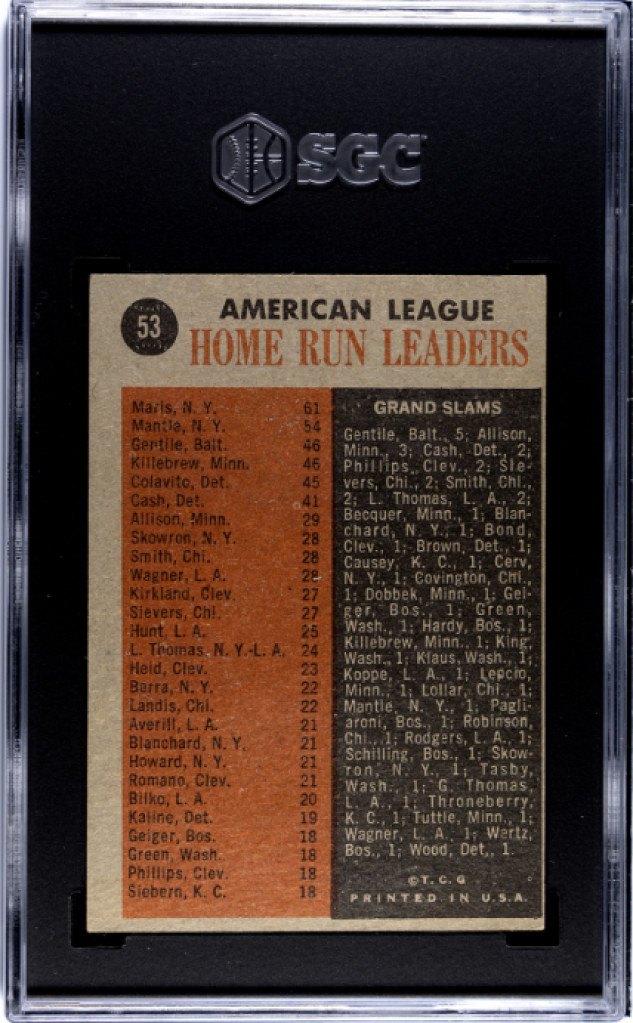 SGC
53
AMERICAN LEAGUE
HOME RUN LEADERS
Maris, N. Y. 61
Mantle, N. Y. 54
Gentile, Balt. 46
Killebrew, Minn. 46
Colavito, Det. 45
Cash, Det. 41
Allison, Minn. 29
Skowron, N. Y. 28
Smith, Chi. 28
Wagner, L. A. 28
Kirkland, Clev. 27
Sievers, Chi. 27
Hunt, L. A. 25
L. Thomas, N. Y.-L. A. 24
Held, Clev. 23
Berra, N. Y. 22
Landis, Chi. 22
Averill, L. A. 21
Blanchard, N. Y. 21
Howard, N. Y. 21
Romano, Clev. 21
Bilko, L. A. 20
Kaline, Det. 19
Geiger, Bos. 18
Green, Wash. 18
Phillips, Clev. 18
Siebern, K. C. 18
GRAND SLAMS
Gentile, Balt., 5; Allison,
Minn., 3; Cash, Det., 2;
Phillips, Clev., 2; Sie-
vers, Chi., 2; Smith, Chi.,
2; L. Thomas, L. A., 2;
Becquer, Minn., 1; Blan-
chard, N. Y., 1; Bond,
Clev., 1; Brown, Det., 1;
Causey, K. C., 1; Cerv,
N. Y., 1; Covington, Chi.,
1; Dobbek, Minn., 1; Gei-
ger, Bos., 1; Green,
Wash., 1; Hardy, Bos., 1;
Killebrew, Minn., 1; King,
Wash., 1; Klaus, Wash., 1;
Koppe, L. A., 1; Lepcio,
Minn., 1; Lollar, Chi., 1;
Mantle, N. Y., 1; Pagli-
aroni, Bos., 1; Robinson,
Chi., 1; Rodgers, L. A., 1;
Schilling, Bos., 1; Skow-
ron, N. Y., 1; Tasby,
Wash., 1; G. Thomas,
L. A., 1; Throneberry,
K. C., 1; Tuttle, Minn., 1;
Wagner, L. A., 1; Wertz,
Bos., 1; Wood, Det., 1.
©T. C. G
PRINTED IN U.S.A.